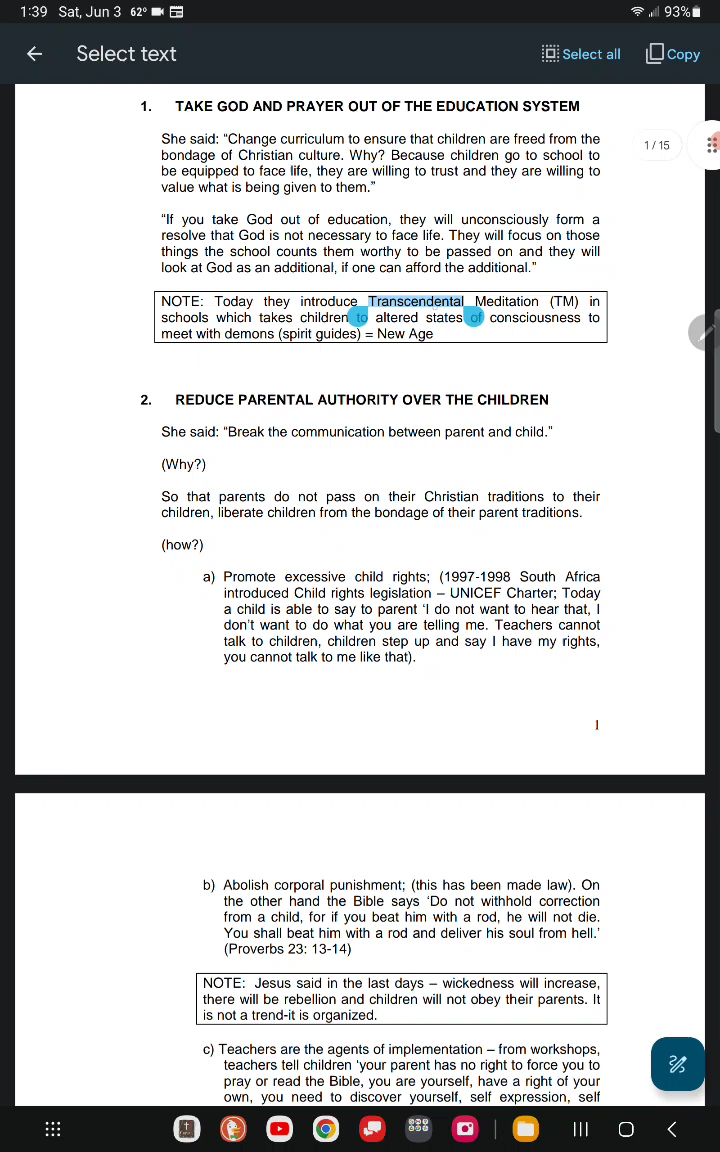 1:39 Sat, Jun 3 62° 93%
Select text Select all Copy
1. TAKE GOD AND PRAYER OUT OF THE EDUCATION SYSTEM
She said: “Change curriculum to ensure that children are freed from the
1/15
bondage of Christian culture. Why? Because children go to school to
be equipped to face life, they are willing to trust and they are willing to
value what is being given to them.”
“If you take God out of education, they will unconsciously form a
resolve that God is not necessary to face life. They will focus on those
things the school counts them worthy to be passed on and they will
look at God as an additional, if one can afford the additional.”
NOTE: Today they introduce Transcendental Meditation (TM) in
schools which takes children to altered states of consciousness to
meet with demons (spirit guides) = New Age
2. REDUCE PARENTAL AUTHORITY OVER THE CHILDREN
She said: “Break the communication between parent and child.”
(Why?)
So that parents do not pass on their Christian traditions to their
children, liberate children from the bondage of their parent traditions.
(how?)
a) Promote excessive child rights; (1997-1998 South Africa
introduced Child rights legislation – UNICEF Charter; Today
a child is able to say to parent ‘I do not want to hear that, I
don’t want to do what you are telling me. Teachers cannot
talk to children, children step up and say I have my rights,
you cannot talk to me like that).
1
b) Abolish corporal punishment; (this has been made law). On
the other hand the Bible says ‘Do not withhold correction
from a child, for if you beat him with a rod, he will not die.
You shall beat him with a rod and deliver his soul from hell.’
(Proverbs 23: 13-14)
NOTE: Jesus said in the last days – wickedness will increase,
there will be rebellion and children will not obey their parents. It
is not a trend-it is organized.
c) Teachers are the agents of implementation – from workshops,
teachers tell children ‘your parent has no right to force you to
pray or read the Bible, you are yourself, have a right of your
own, you need to discover yourself, self expression, self